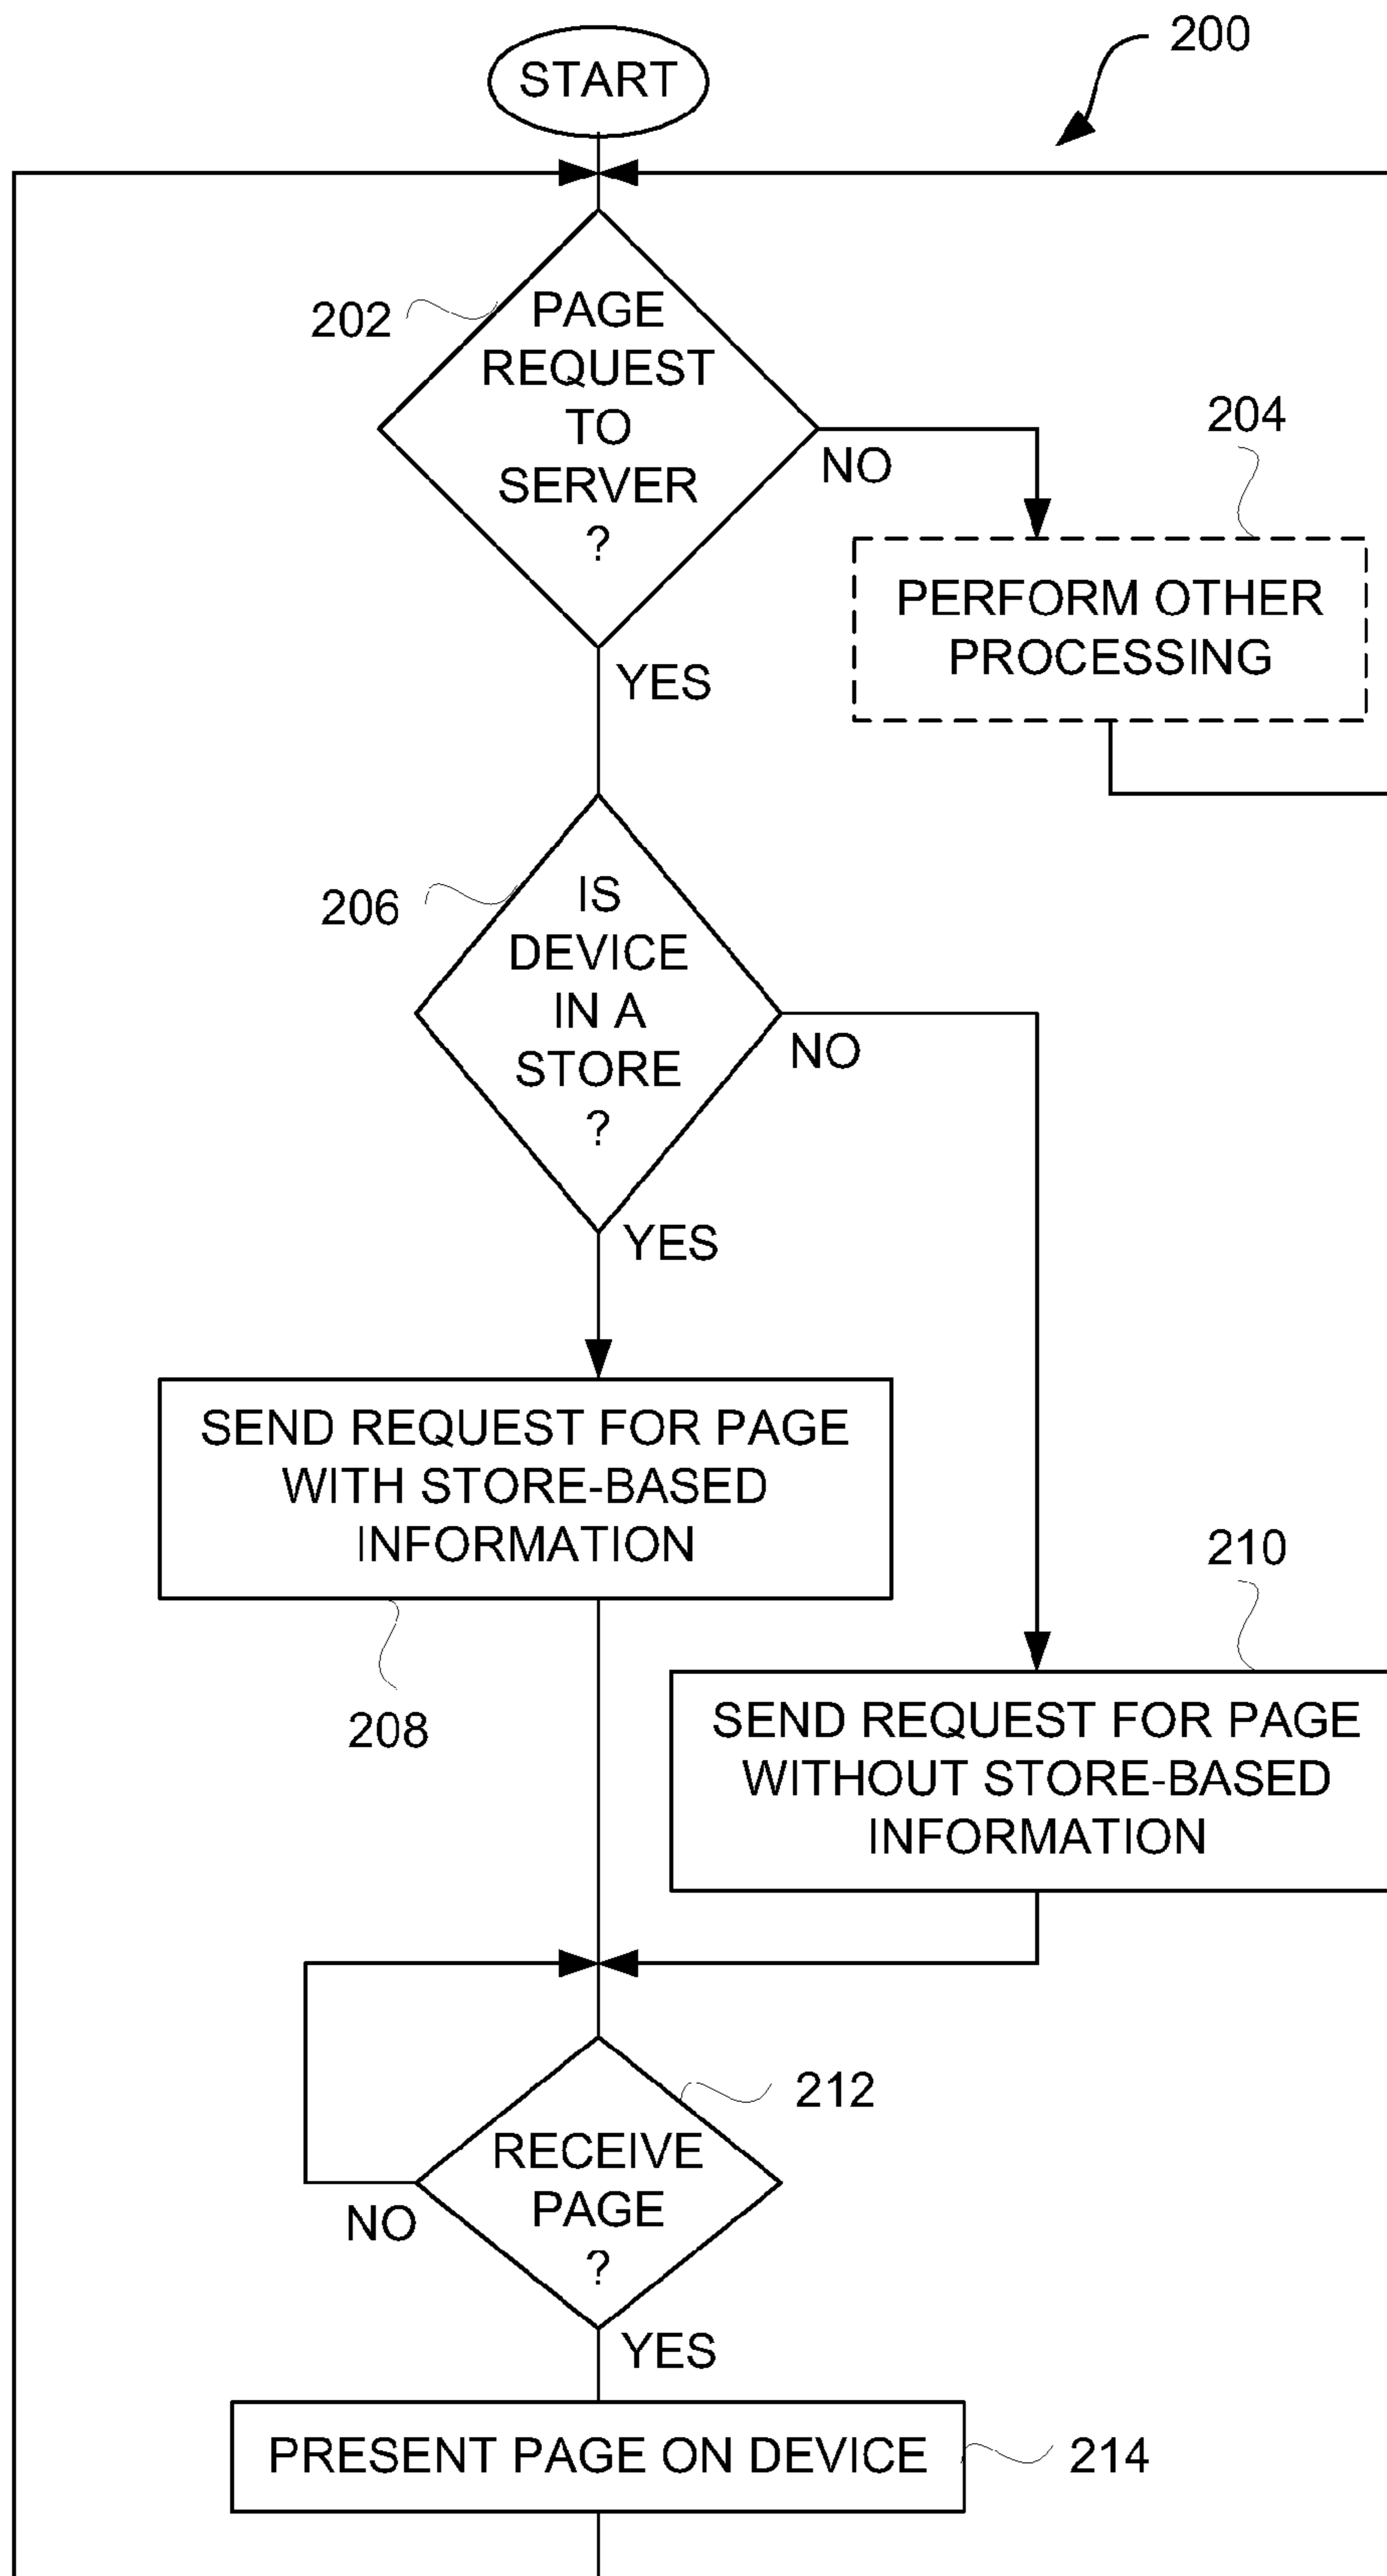 200
START
202
PAGE
REQUEST
TO
SERVER
?
NO
204
PERFORM OTHER
PROCESSING
YES
206
IS
DEVICE
IN A
STORE
?
NO
YES
SEND REQUEST FOR PAGE
WITH STORE-BASED
INFORMATION
208
210
SEND REQUEST FOR PAGE
WITHOUT STORE-BASED
INFORMATION
212
RECEIVE
PAGE
?
NO
YES
PRESENT PAGE ON DEVICE
214